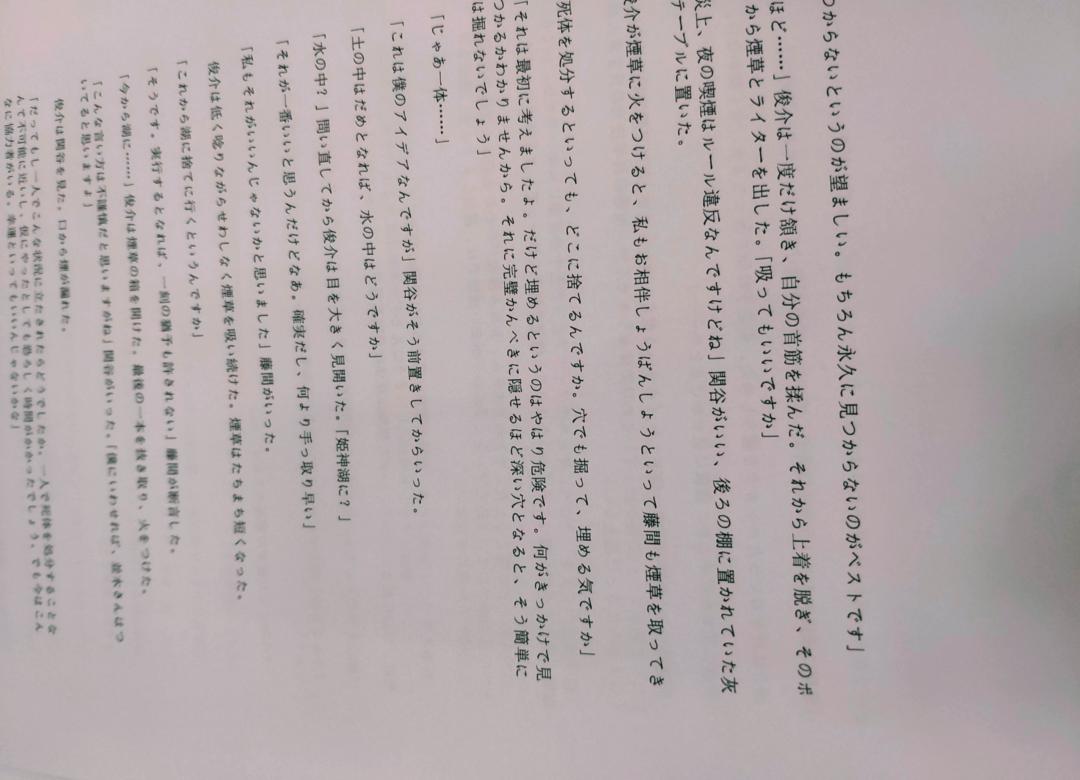 つからないというのが望ましい。もちろん永久に見つからないのがベストです」
ほど……」俊介は一度だけ頷き、自分の首筋を揉んだ。それから上着を脱ぎ、そのポ
から煙草とライターを出した。「吸ってもいいですか」
災上、夜の喫煙はルール違反なんですけどね」関谷がいい、後ろの棚に置かれていた灰
テーブルに置いた。
俊介が煙草に火をつけると、私もお相伴しょうばんしようといって藤間も煙草を取ってき
死体を処分するといっても、どこに捨てるんですか。穴でも掘って、埋める気ですか」
「それは最初に考えましたよ。だけど埋めるというのはやはり危険です。何がきっかけで見
つかるかわかりませんから。それに完璧かんぺきに隠せるほど深い穴となると、そう簡単に
は掘れないでしょう」
「じゃあ一体……」
「これは僕のアイデアなんですが」関谷がそう前置きしてからいった。
「土の中はだめとなれば、水の中はどうですか」
「水の中？」問い直してから俊介は目を大きく見開いた。「姫神湖に？」
「それが一番いいと思うんだけどなあ。確実だし、何より手っ取り早い」
「私もそれがいいんじゃないかと思いました」藤間がいった。
俊介は低く唸りながらせわしなく煙草を吸い続けた。煙草はたちまち短くなった。
「これから湖に捨てに行くというんですか」
「そうです。実行するとなれば、一刻の猶予も許されない」藤間が断言した。
「今から湖に……」俊介は煙草の箱を開けた。最後の一本を抜き取り、火をつけた。
「こんな言い方は不謹慎だと思いますがね」関谷がいった。「僕にいわせれば、並木さんはつ
いてると思いますよ」
俊介は関谷を見た。口から煙が漏れた。
「だってもし一人でこんな状況に立たされたらどうでしたか。一人で死体を処分することな
んて不可能に近いし、仮にやったとしても恐ろしく時間がかかったでしょう。でも今はこん
なに協力者がいる。幸運といってもいいんじゃないかな」